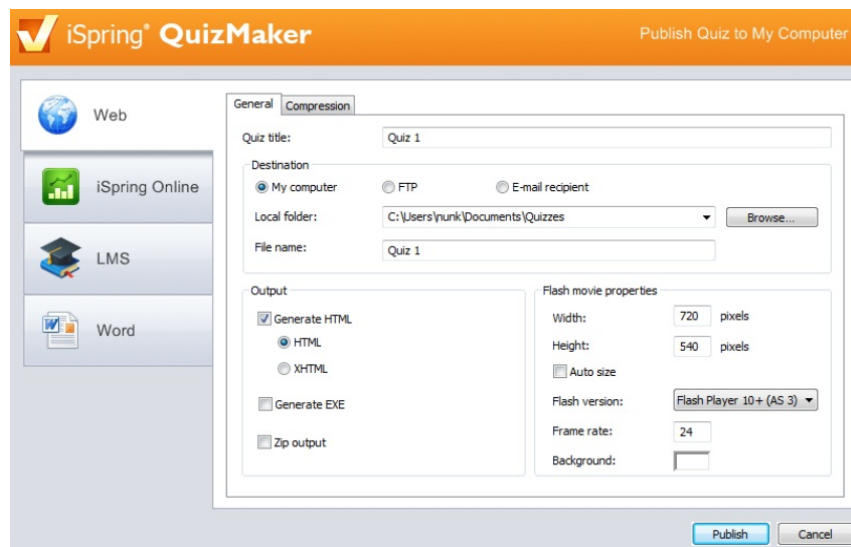 iSpring® QuizMaker
Publish Quiz to My Computer
Web
iSpring Online
LMS
Word
General Compression
Quiz title: Quiz 1
Destination
My computer FTP E-mail recipient
Local folder: C:\Users\nunk\Documents\Quizzes Browse...
File name: Quiz 1
Output
Generate HTML
HTML
XHTML
Generate EXE
Zip output
Flash movie properties
Width: 720 pixels
Height: 540 pixels
Auto size
Flash version: Flash Player 10+ (AS 3)
Frame rate: 24
Background:
Publish Cancel